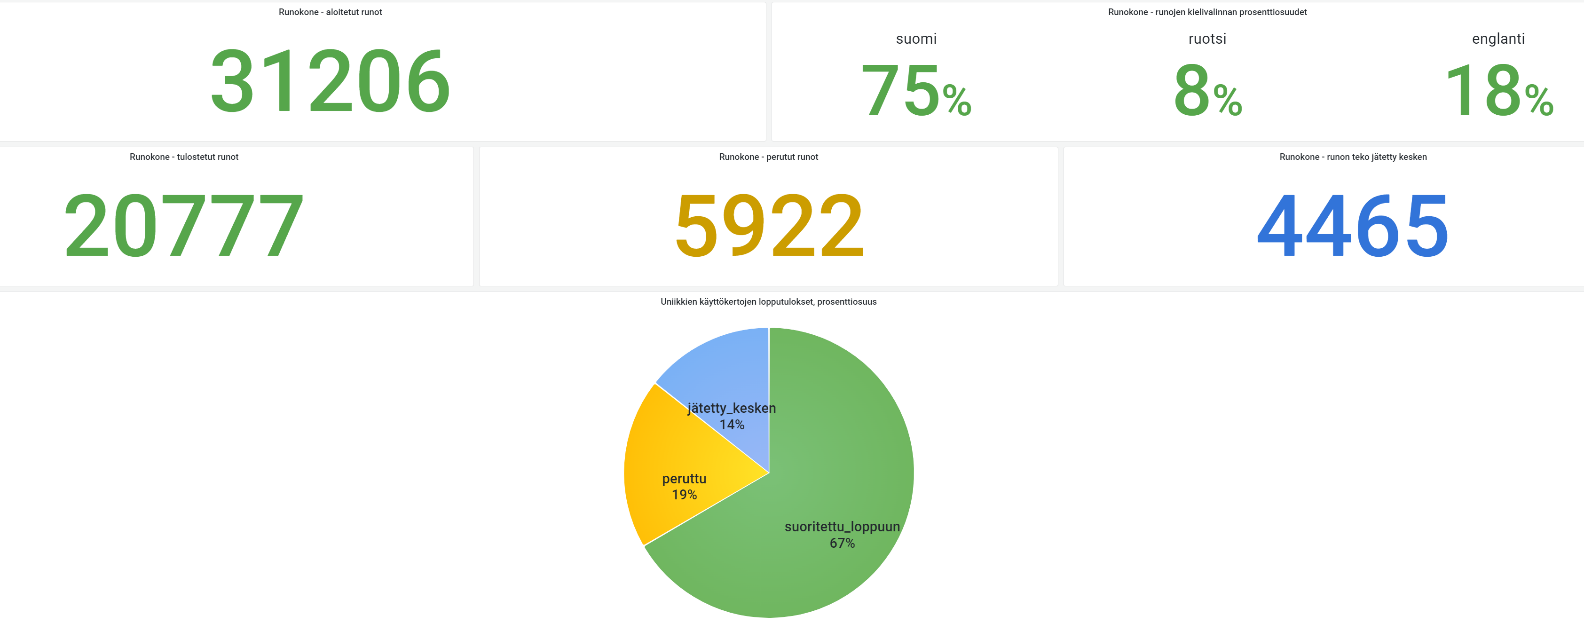 Runokone - aloitetut runot
31206
Runokone - runojen kielivalinnan prosenttiosuudet
suomi
75%
ruotsi
8%
englanti
18%
Runokone - tulostetut runot
20777
Runokone - perutut runot
5922
Runokone - runon teko jätetty kesken
4465
Uniikkien käyttökertojen lopputulokset, prosenttiosuus
jätetty_kesken
14%
peruttu
19%
suoritettu_loppuun
67%